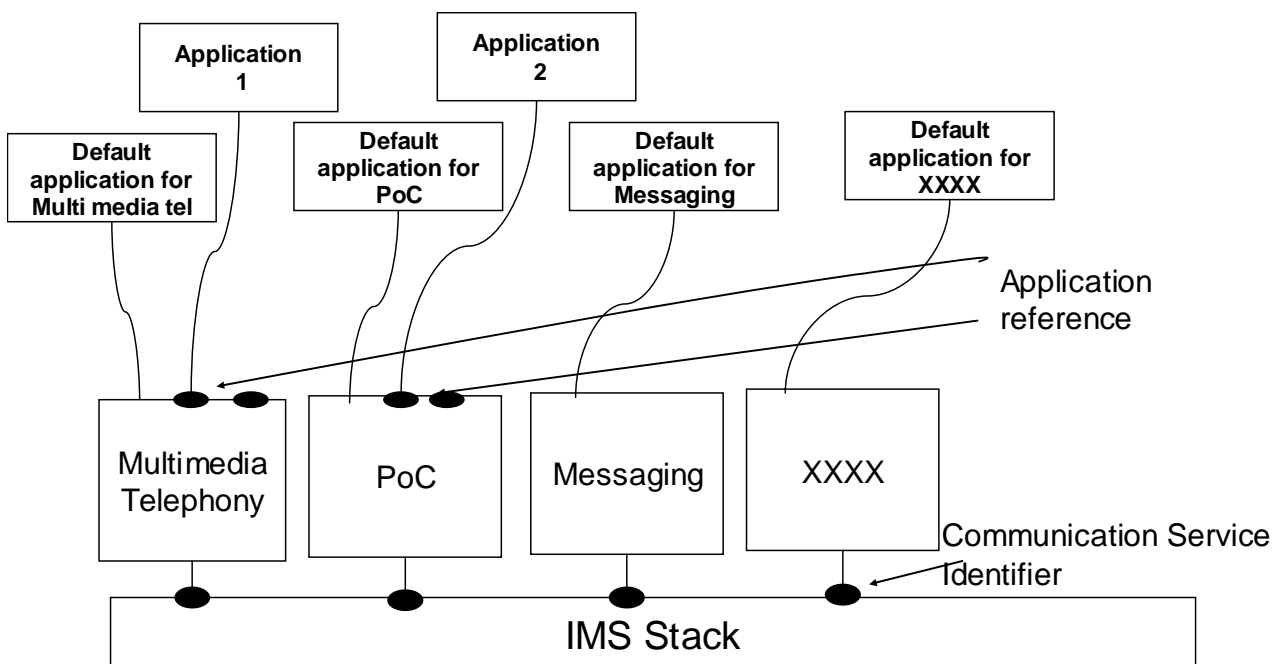 Application
1
Application
2
Default
application for
Multi media tel
Default
application for
PoC
Default
application for
Messaging
Default
application for
XXXX
Application
reference
Multimedia
Telephony
PoC
Messaging
XXXX
Communication Service
Identifier
IMS Stack